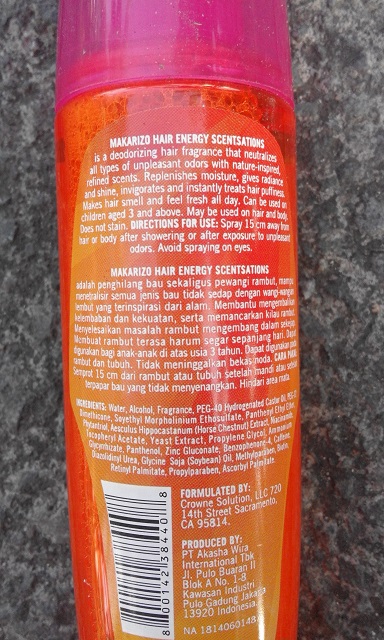 MAKARIZO HAIR ENERGY SCENTSATIONS
is a deodorizing hair fragrance that neutralizes
all types of unpleasant odors with nature-inspired,
refined scents. Replenishes moisture, gives radiance
and shine, invigorates and instantly treats hair puffiness.
Makes hair smell and feel fresh all day. Can be used on
children aged 3 and above. May be used on hair and body.
Does not stain. DIRECTIONS FOR USE: Spray 15 cm away from
hair or body after showering or after exposure to unpleasant
odors. Avoid spraying on eyes.
MAKARIZO HAIR ENERGY SCENTSATIONS
adalah penghilang bau sekaligus pewangi rambut, mampu
menetralisir semua jenis bau tidak sedap dengan wangi-wangian
lembut yang terinspirasi dari alam. Membantu mengembalikan
kelembaban dan kekuatan, serta memancarkan kilau rambut.
Menyelesaikan masalah rambut mengembang dalam sekejap.
Membuat rambut terasa harum segar sepanjang hari. Dapat
digunakan bagi anak-anak di atas usia 3 tahun. Dapat digunakan pada
rambut dan tubuh. Tidak meninggalkan bekas noda. CARA PAKAI:
Semprot 15 cm dari rambut atau tubuh setelah mandi atau setelah
terpapar bau yang tidak menyenangkan. Hindari area mata.
INGREDIENTS: Water, Alcohol, Fragrance, PEG-40 Hydrogenated Castor Oil, PEG-12
Dimethicone, Soyethyl Morpholinium Ethosulfate, Panthenyl Ethyl Ether,
Phytantriol, Aesculus Hippocastanum (Horse Chestnut) Extract, Niacinamide,
Tocopheryl Acetate, Yeast Extract, Propylene Glycol, Ammonium
Glycyrrhizate, Panthenol, Zinc Gluconate, Benzophenone-4, Caffeine,
Diazolidinyl Urea, Glycine Soja (Soybean) Oil, Methylparaben, Biotin,
Retinyl Palmitate, Propylparaben, Ascorbyl Palmitate.
FORMULATED BY:
Crowne Solution, LLC 720
14th Street Sacramento,
CA 95814.
PRODUCED BY:
PT Akasha Wira
International Tbk
Jl. Pulo Buaran II
Blok A No. 1-8
Kawasan Industri
Pulo Gadung Jakarta
13920 Indonesia.
NA 181406014
8 800142 384401 8